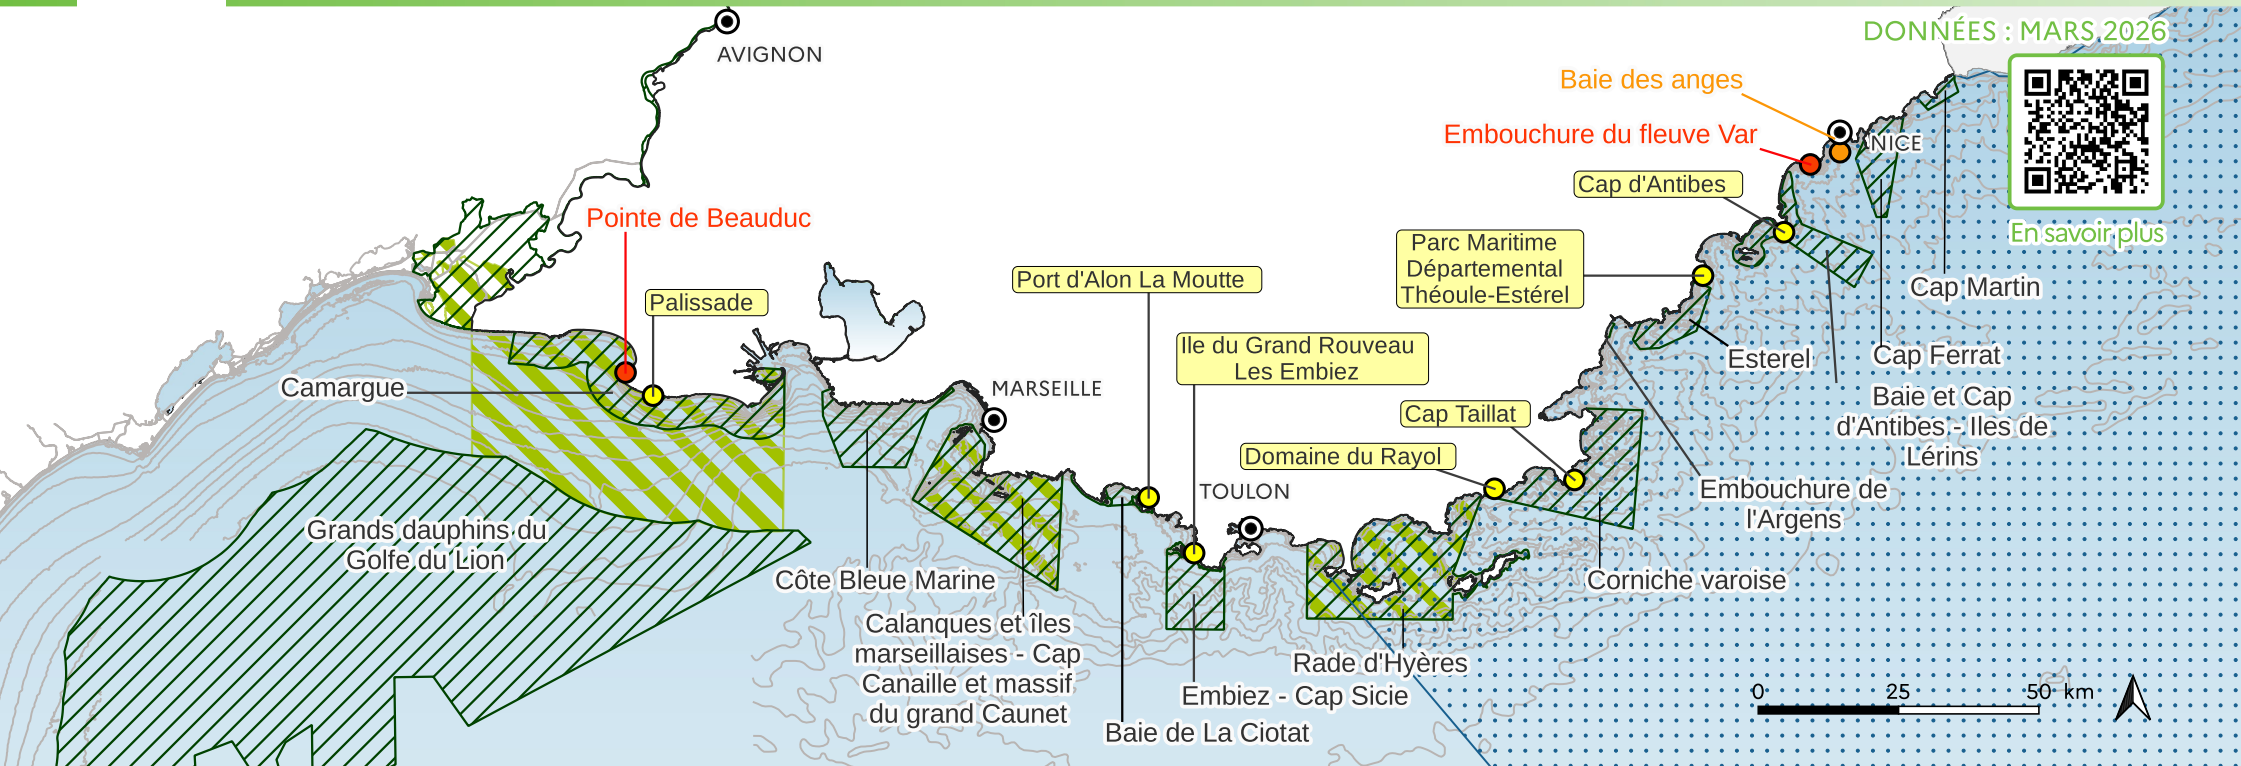 DONNÉES : MARS 2026
AVIGNON
Baie des anges
Embouchure du fleuve Var
NICE
Cap d'Antibes
Pointe de Beauduc
Parc Maritime
Départemental
Théoule-Estérel
En savoir plus
Port d'Alon La Moutte
Palissade
Cap Martin
Ile du Grand Rouveau
Les Embiez
Esterel
Cap Ferrat
Camargue
MARSEILLE
Baie et Cap
d'Antibes - Iles de
Lérins
Cap Taillat
Domaine du Rayol
TOULON
Embouchure de
l'Argens
Grands dauphins du
Golfe du Lion
Côte Bleue Marine
Corniche varoise
Calanques et îles
marseillaises - Cap
Canaille et massif
du grand Caunet
Rade d'Hyères
Embiez - Cap Sicie
Baie de La Ciotat
0 25 50 km